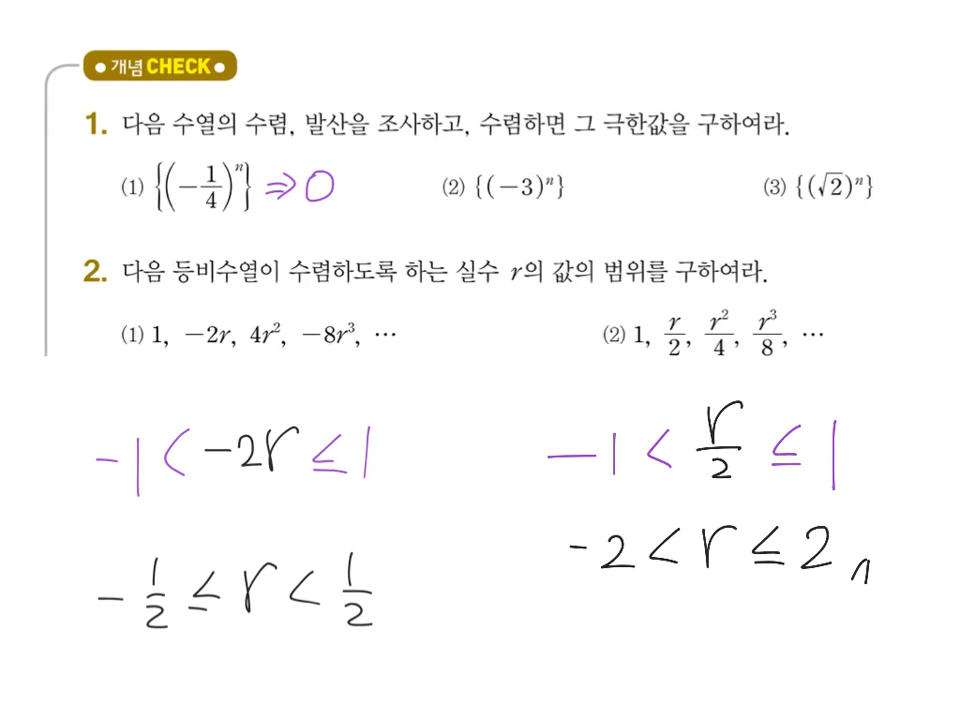 개념 CHECK
1. 다음 수열의 수렴, 발산을 조사하고, 수렴하면 그 극한값을 구하여라.
(1) {(-1/4)^n} ⇒ 0 (2) {(-3)^n} (3) {(√2)^n}
2. 다음 등비수열이 수렴하도록 하는 실수 r의 값의 범위를 구하여라.
(1) 1, -2r, 4r², -8r³, ⋯ (2) 1, r/2, r²/4, r³/8, ⋯
-1 < -2r ≤ 1 -1 < r/2 ≤ 1
-2 < r ≤ 2
-1/2 ≤ r < 1/2